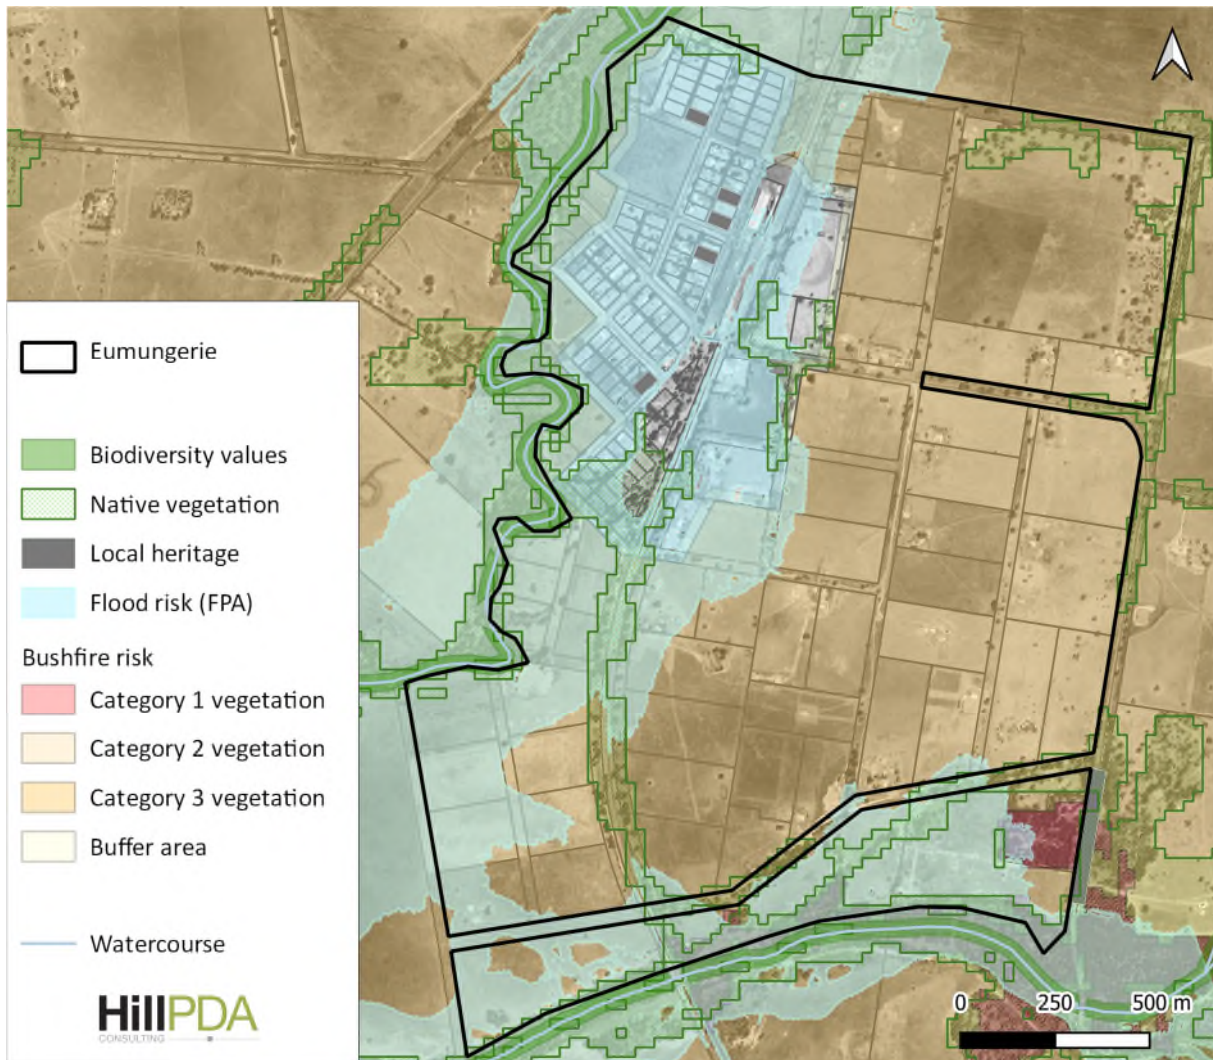 Eumungerie
Biodiversity values
Native vegetation
Local heritage
Flood risk (FPA)
Bushfire risk
Category 1 vegetation
Category 2 vegetation
Category 3 vegetation
Buffer area
Watercourse
HillPDA
CONSULTING
0 250 500 m